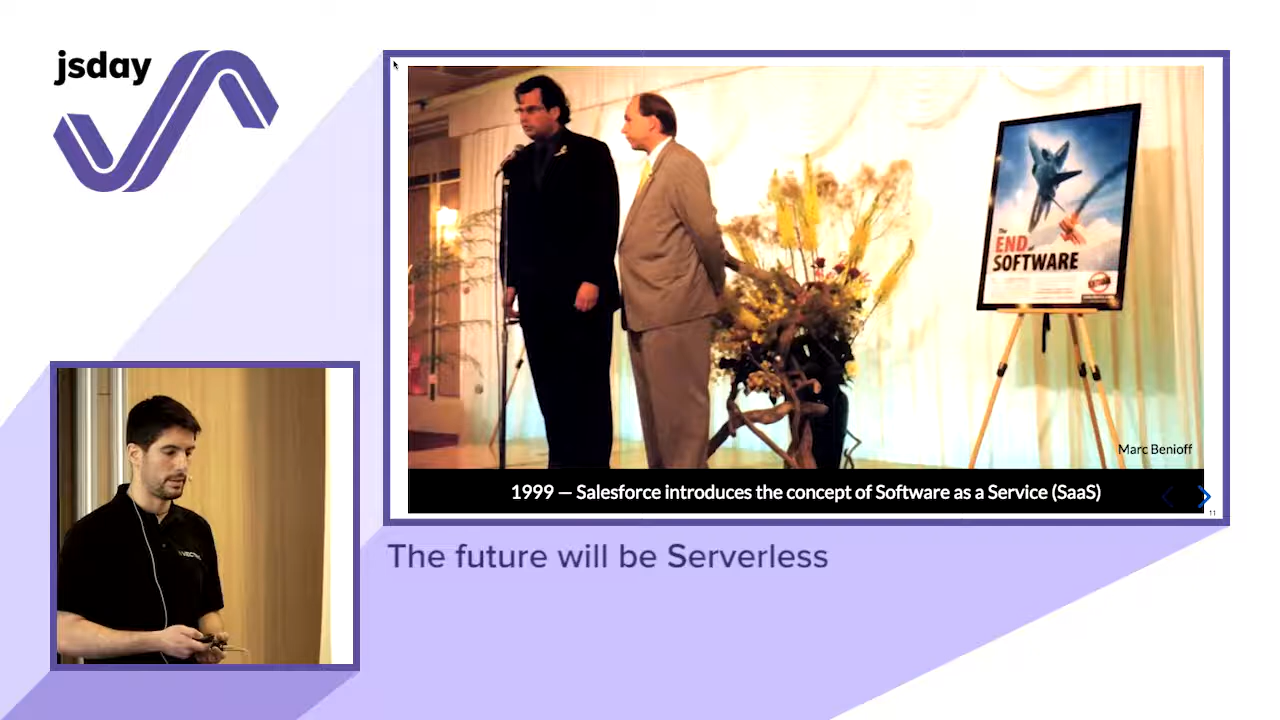 jsday
The
END of
SOFTWARE
Marc Benioff
1999 — Salesforce introduces the concept of Software as a Service (SaaS)
11
The future will be Serverless